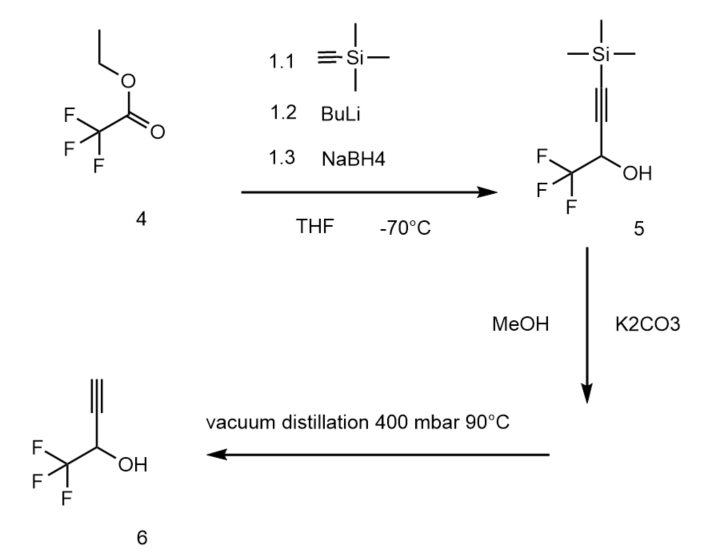 O
O
F
F
F
4
1.1
Si
1.2 BuLi
1.3 NaBH4
THF -70°C
Si
F
F
F
OH
5
MeOH K2CO3
vacuum distillation 400 mbar 90°C
F
F
F
OH
6